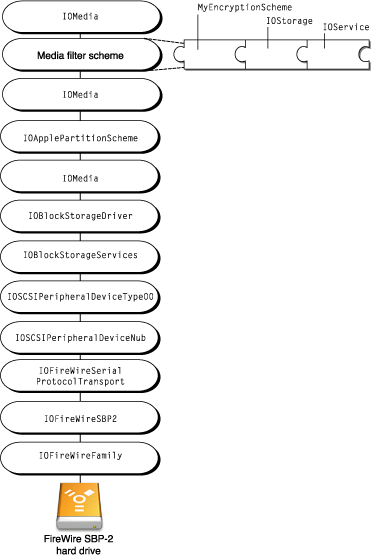 MyEncryptionScheme
IOStorage
IOService
IOMedia
Media filter scheme
IOMedia
IOApplePartitionScheme
IOMedia
IOBlockStorageDriver
IOBlockStorageServices
IOSCSIPeripheralDeviceType00
IOSCSIPeripheralDeviceNub
IOFireWireSerial
ProtocolTransport
IOFireWireSBP2
IOFireWireFamily
FireWire SBP-2
hard drive